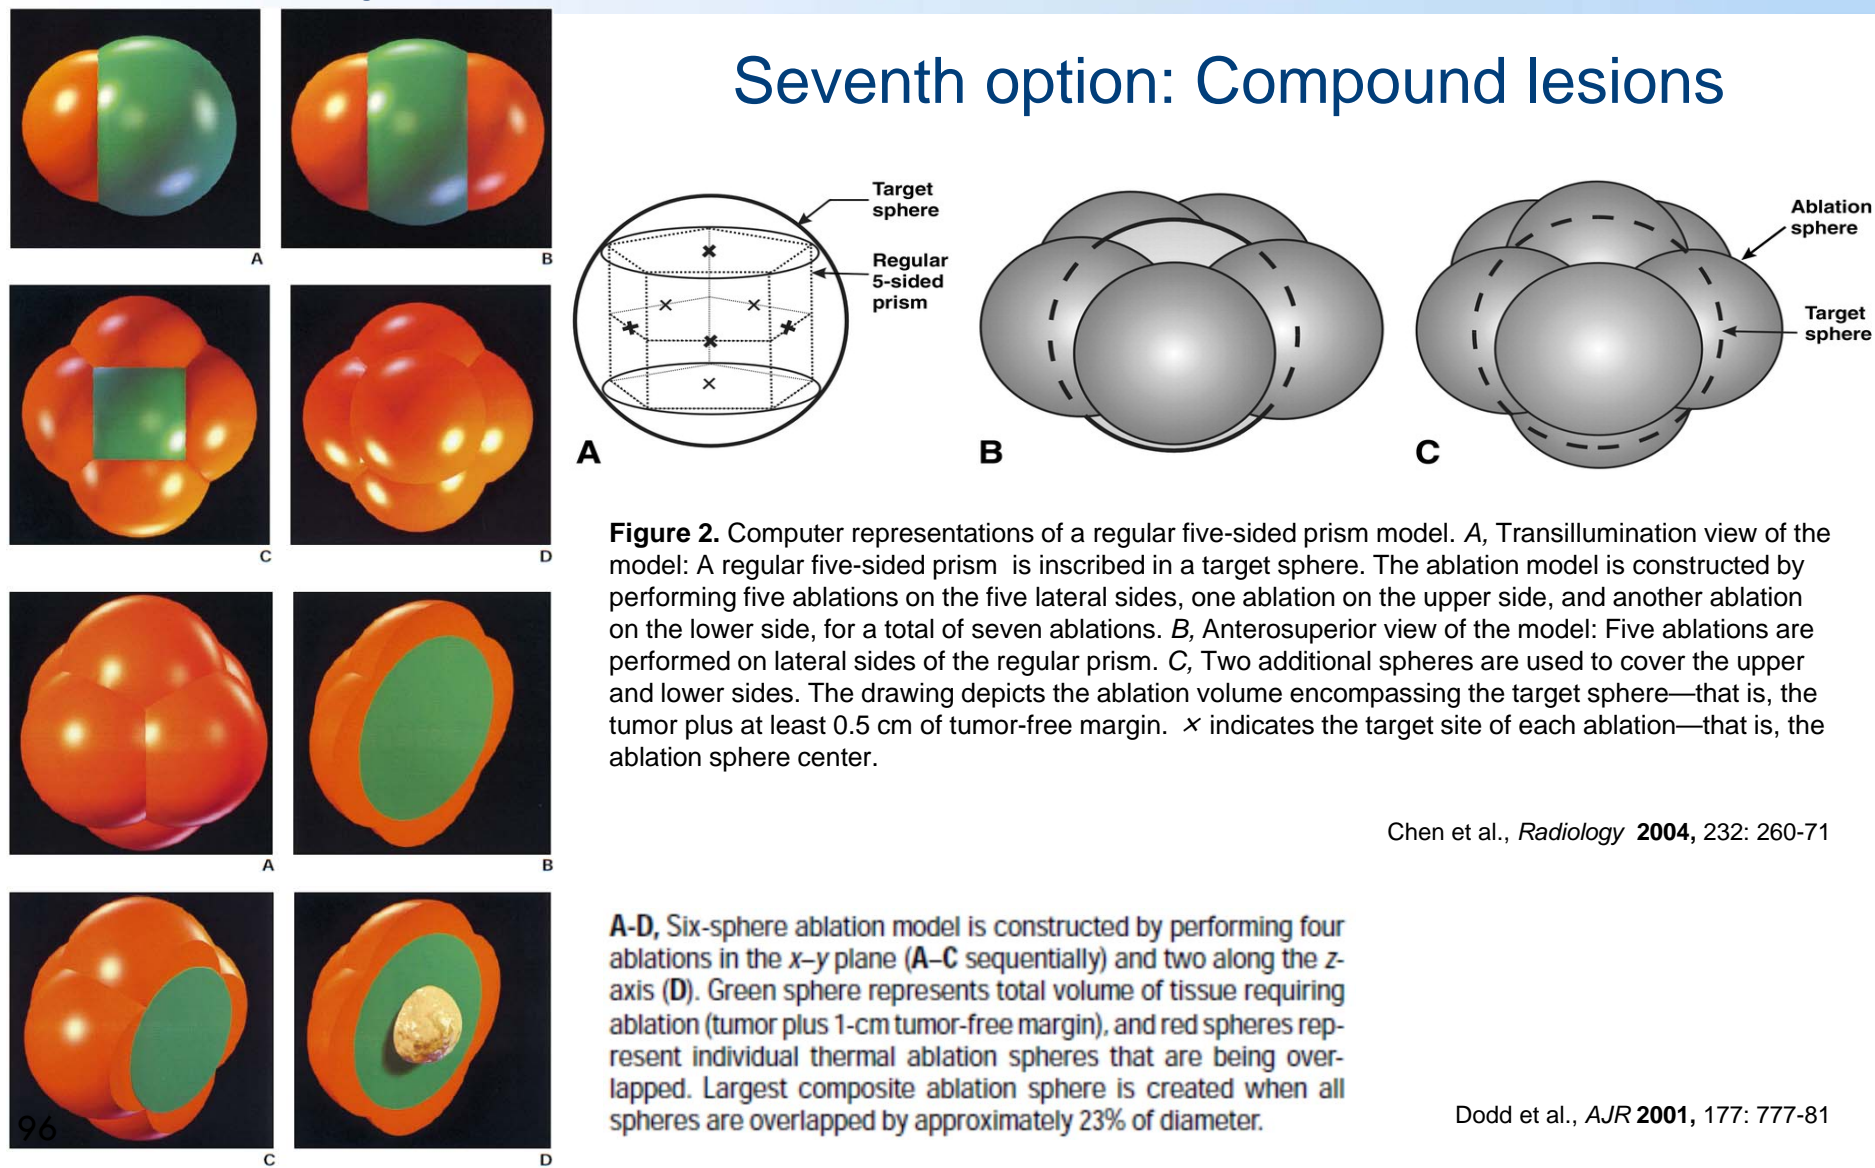 Seventh option: Compound lesions
A
B
C
D
A
B
C
D
96
Target
sphere
Regular
5-sided
prism
A
B
C
Ablation
sphere
Target
sphere
Figure 2. Computer representations of a regular five-sided prism model. A, Transillumination view of the
model: A regular five-sided prism is inscribed in a target sphere. The ablation model is constructed by
performing five ablations on the five lateral sides, one ablation on the upper side, and another ablation
on the lower side, for a total of seven ablations. B, Anterosuperior view of the model: Five ablations are
performed on lateral sides of the regular prism. C, Two additional spheres are used to cover the upper
and lower sides. The drawing depicts the ablation volume encompassing the target sphere—that is, the
tumor plus at least 0.5 cm of tumor-free margin. × indicates the target site of each ablation—that is, the
ablation sphere center.
Chen et al., Radiology 2004, 232: 260-71
A-D, Six-sphere ablation model is constructed by performing four
ablations in the x–y plane (A–C sequentially) and two along the z-
axis (D). Green sphere represents total volume of tissue requiring
ablation (tumor plus 1-cm tumor-free margin), and red spheres rep-
resent individual thermal ablation spheres that are being over-
lapped. Largest composite ablation sphere is created when all
spheres are overlapped by approximately 23% of diameter.
Dodd et al., AJR 2001, 177: 777-81